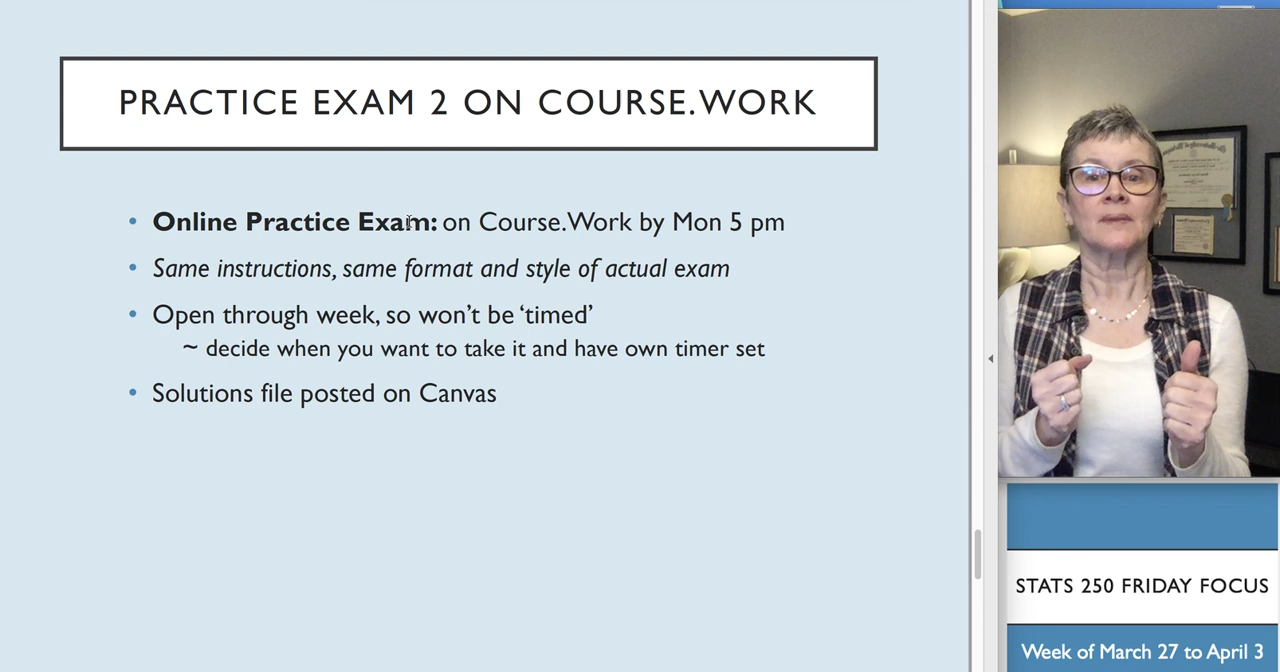 PRACTICE EXAM 2 ON COURSE.WORK
Online Practice Exam: on Course.Work by Mon 5 pm
Same instructions, same format and style of actual exam
Open through week, so won't be 'timed'
~ decide when you want to take it and have own timer set
Solutions file posted on Canvas
STATS 250 FRIDAY FOCUS
Week of March 27 to April 3